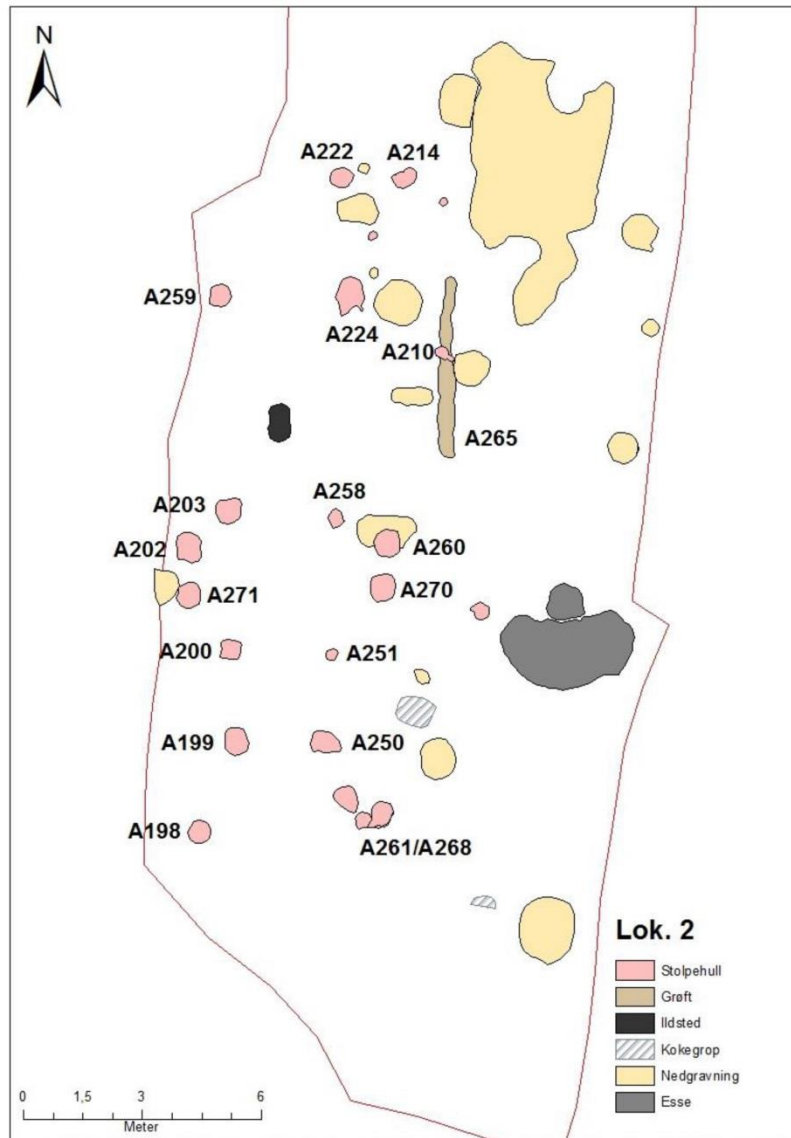 N
A222 A214
A259
A224
A210
A265
A203
A258
A202
A260
A271
A270
A200
A251
A199
A250
A198
A261/A268
Lok. 2
Stolpehull
Grøft
Ildsted
Kokegrop
Nedgravning
Esse
0 1,5 3 6
Meter